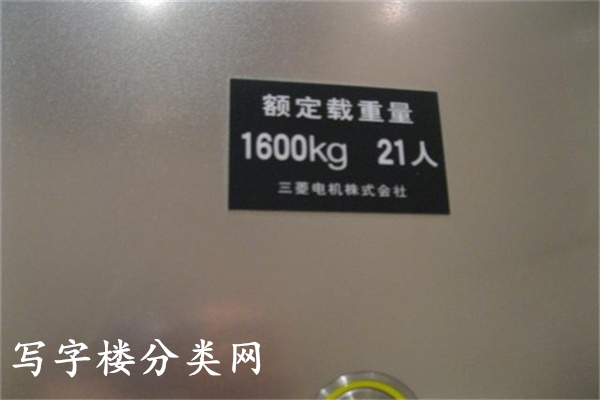 额定载重量
1600kg 21人
三菱电机株式会社
写字楼分类网